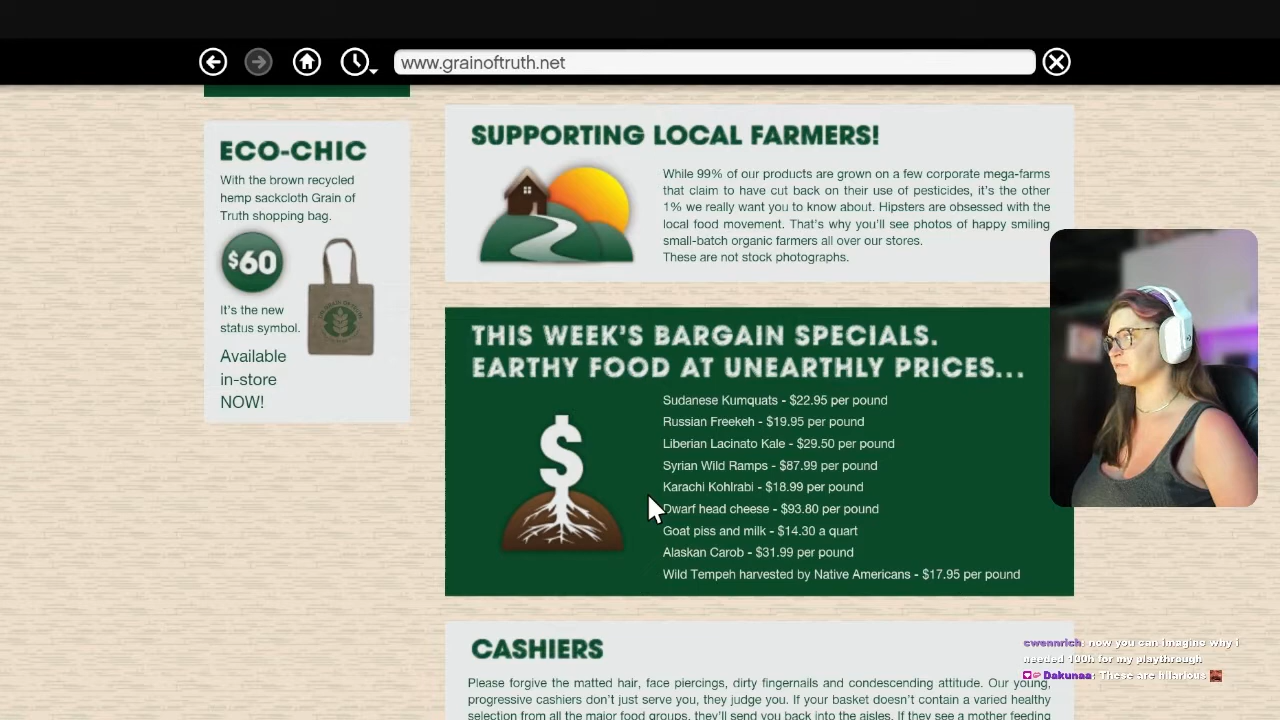 www.grainoftruth.net
ECO-CHIC
With the brown recycled
hemp sackcloth Grain of
Truth shopping bag.
$60
It's the new
status symbol.
Available
in-store
NOW!
SUPPORTING LOCAL FARMERS!
While 99% of our products are grown on a few corporate mega-farms
that claim to have cut back on their use of pesticides, it's the other
1% we really want you to know about. Hipsters are obsessed with the
local food movement. That's why you'll see photos of happy smiling
small-batch organic farmers all over our stores.
These are not stock photographs.
THIS WEEK'S BARGAIN SPECIALS.
EARTHY FOOD AT UNEARTHLY PRICES...
$
Sudanese Kumquats - $22.95 per pound
Russian Freekeh - $19.95 per pound
Liberian Lacinato Kale - $29.50 per pound
Syrian Wild Ramps - $87.99 per pound
Karachi Kohlrabi - $18.99 per pound
Dwarf head cheese - $93.80 per pound
Goat piss and milk - $14.30 a quart
Alaskan Carob - $31.99 per pound
Wild Tempeh harvested by Native Americans - $17.95 per pound
CASHIERS
Please forgive the matted hair, face piercings, dirty fingernails and condescending attitude. Our young,
progressive cashiers don't just serve you, they judge you. If your basket doesn't contain a varied healthy
selection from all the major food groups, they'll send you back into the aisles. If they see a mother feeding
cwennrich: now you can imagine why i
needed 100h for my playthrough
Dakunaa: These are hilarious